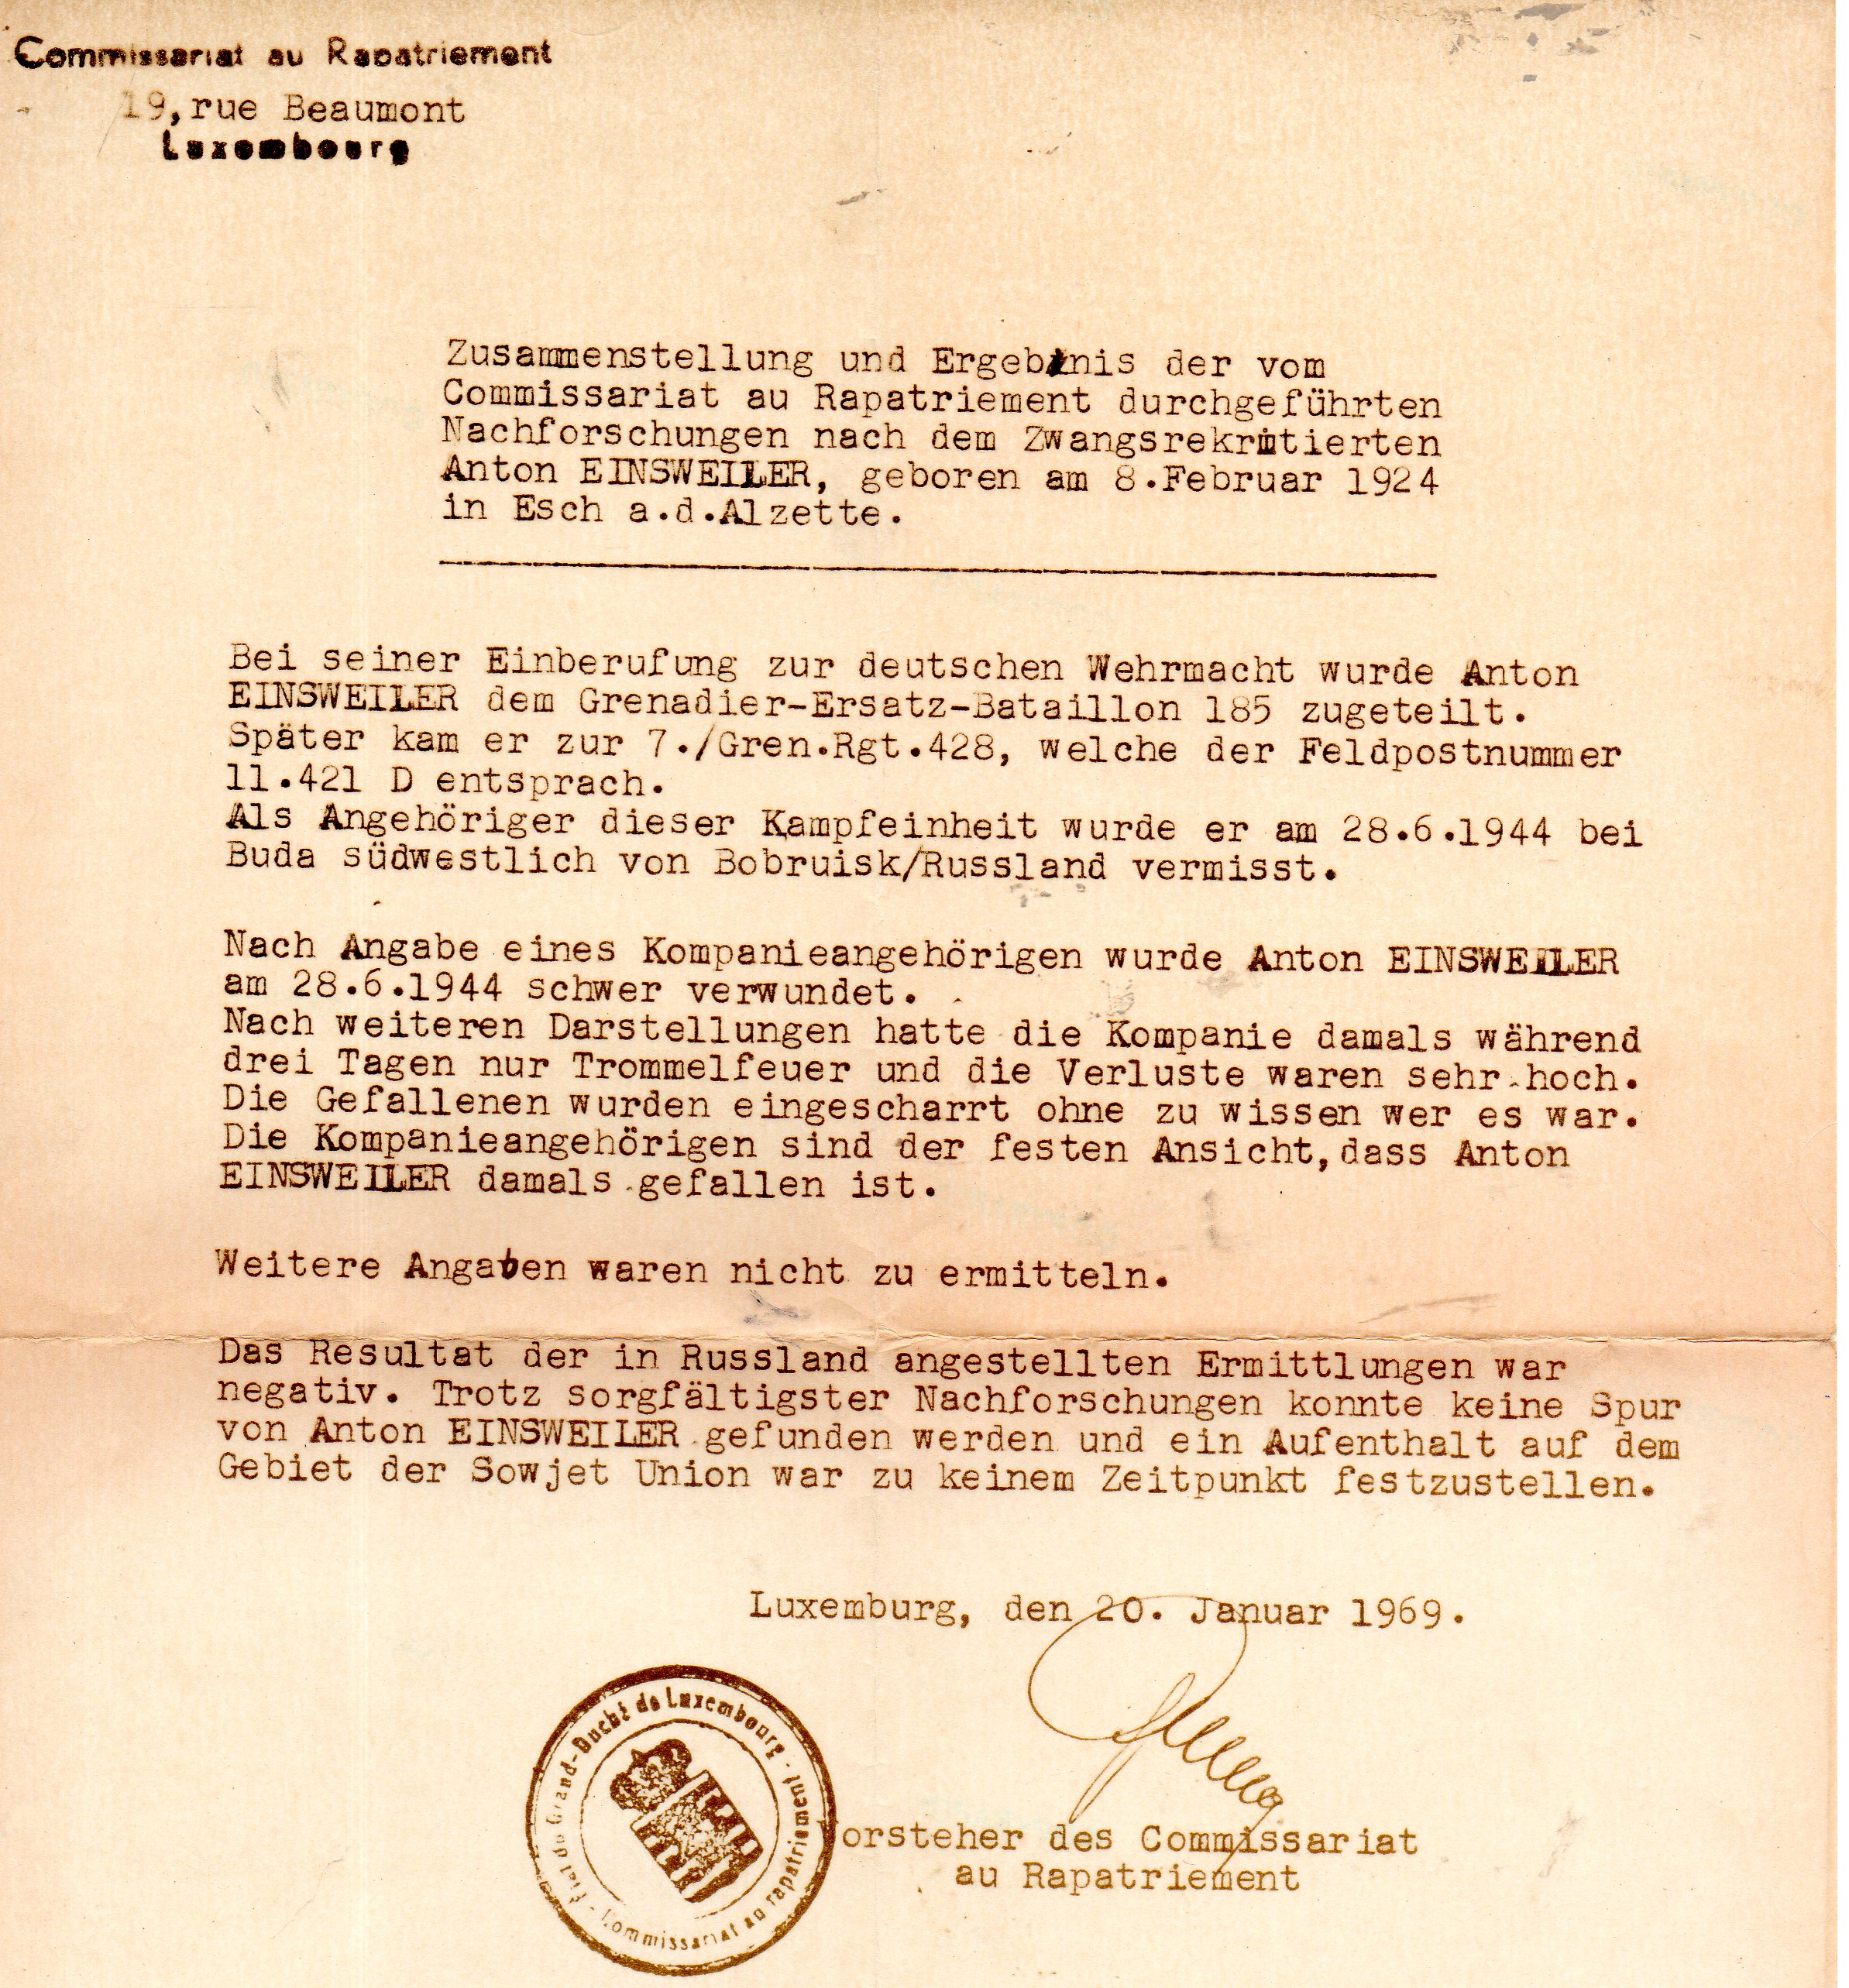 Commissariat au Rapatriement
19,rue Beaumont
Luxembourg
Zusammenstellung und Ergebnis der vom
Commissariat au Rapatriement durchgeführten
Nachforschungen nach dem Zwangsrekrutierten
Anton EINSWEILER, geboren am 8.Februar 1924
in Esch a.d.Alzette.
Bei seiner Einberufung zur deutschen Wehrmacht wurde Anton
EINSWEILER dem Grenadier-Ersatz-Bataillon 185 zugeteilt.
Später kam er zur 7./Gren.Rgt.428, welche der Feldpostnummer
11.421 D entsprach.
Als Angehöriger dieser Kampfeinheit wurde er am 28.6.1944 bei
Buda südwestlich von Bobruisk/Russland vermisst.
Nach Angabe eines Kompanieangehörigen wurde Anton EINSWEILER
am 28.6.1944 schwer verwundet.
Nach weiteren Darstellungen hatte die Kompanie damals während
drei Tagen nur Trommelfeuer und die Verluste waren sehr hoch.
Die Gefallenen wurden eingescharrt ohne zu wissen wer es war.
Die Kompanieangehörigen sind der festen Ansicht,dass Anton
EINSWEILER damals gefallen ist.
Weitere Angaben waren nicht zu ermitteln.
Das Resultat der in Russland angestellten Ermittlungen war
negativ. Trotz sorgfältigster Nachforschungen konnte keine Spur
von Anton EINSWEILER gefunden werden und ein Aufenthalt auf dem
Gebiet der Sowjet Union war zu keinem Zeitpunkt festzustellen.
Luxemburg, den 20. Januar 1969.
Vorsteher des Commissariat
au Rapatriement
Etat du Grand-Duché de Luxembourg - Commissariat au rapatriement -